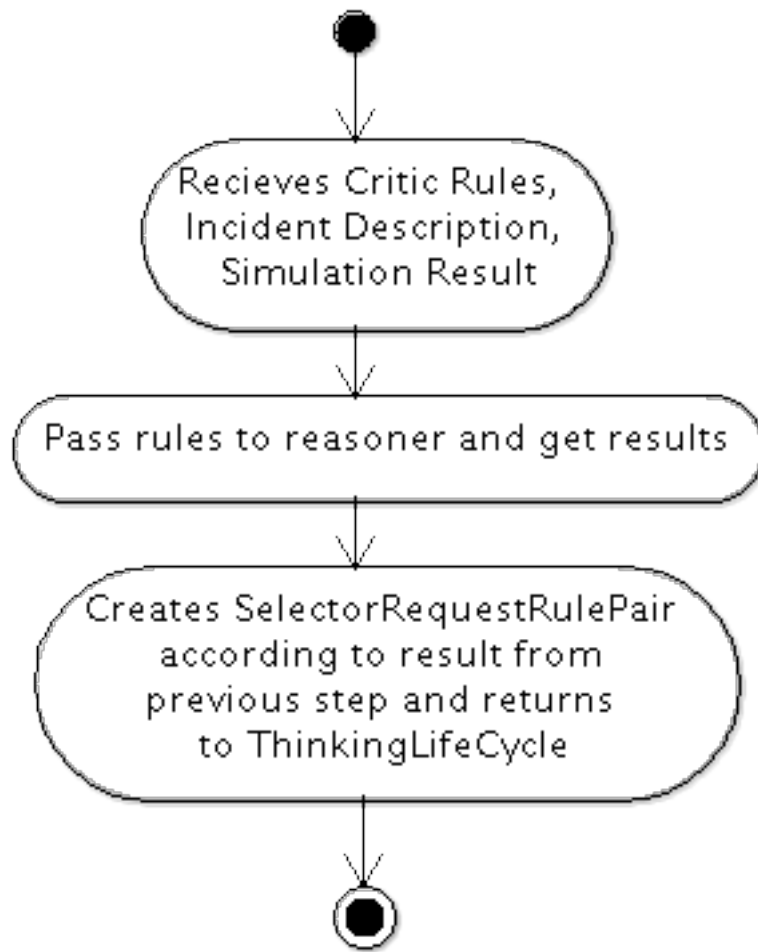 Recieves Critic Rules,
Incident Description,
Simulation Result
Pass rules to reasoner and get results
Creates SelectorRequestRulePair
according to result from
previous step and returns
to ThinkingLifeCycle